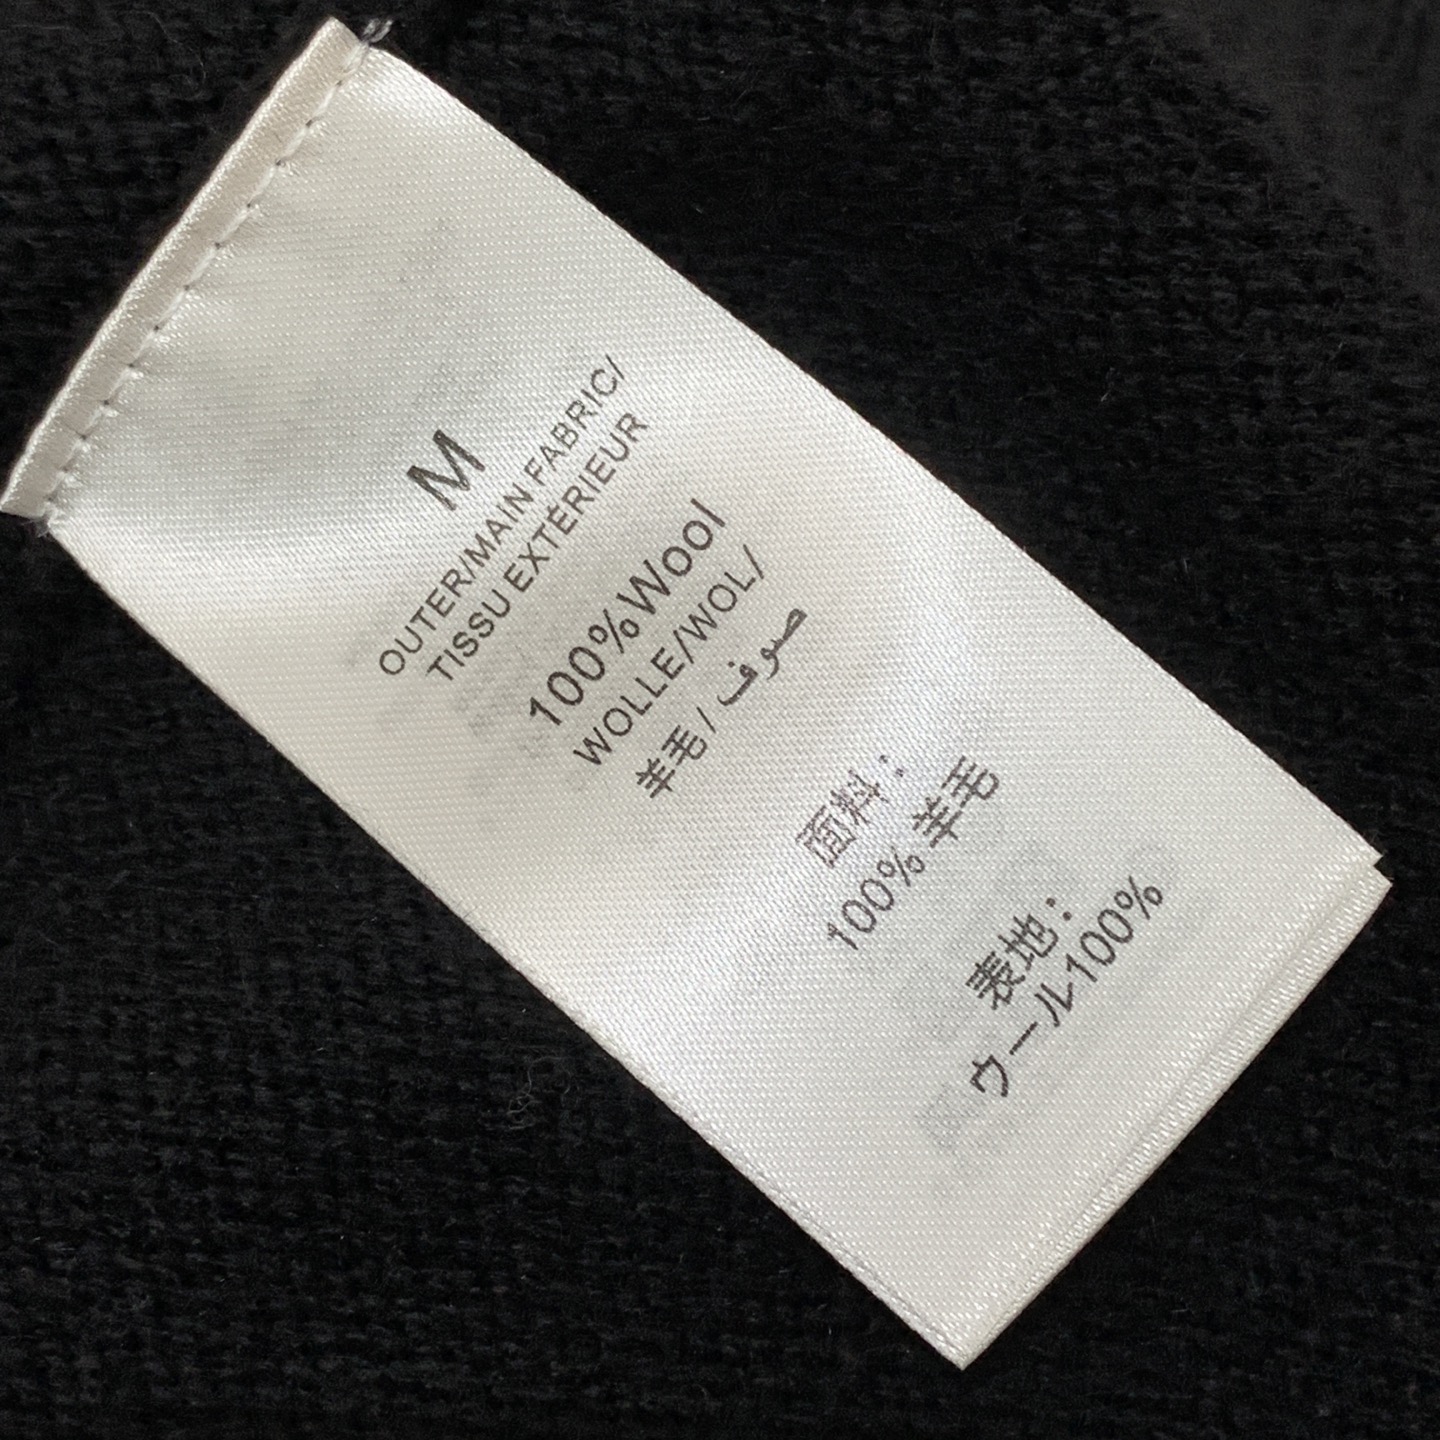 M
OUTER/MAIN FABRIC/
TISSU EXTÉRIEUR
100%Wool
WOLLE/WOL/
羊毛 / صوف
面料：
100% 羊毛
表地：
ウール100%